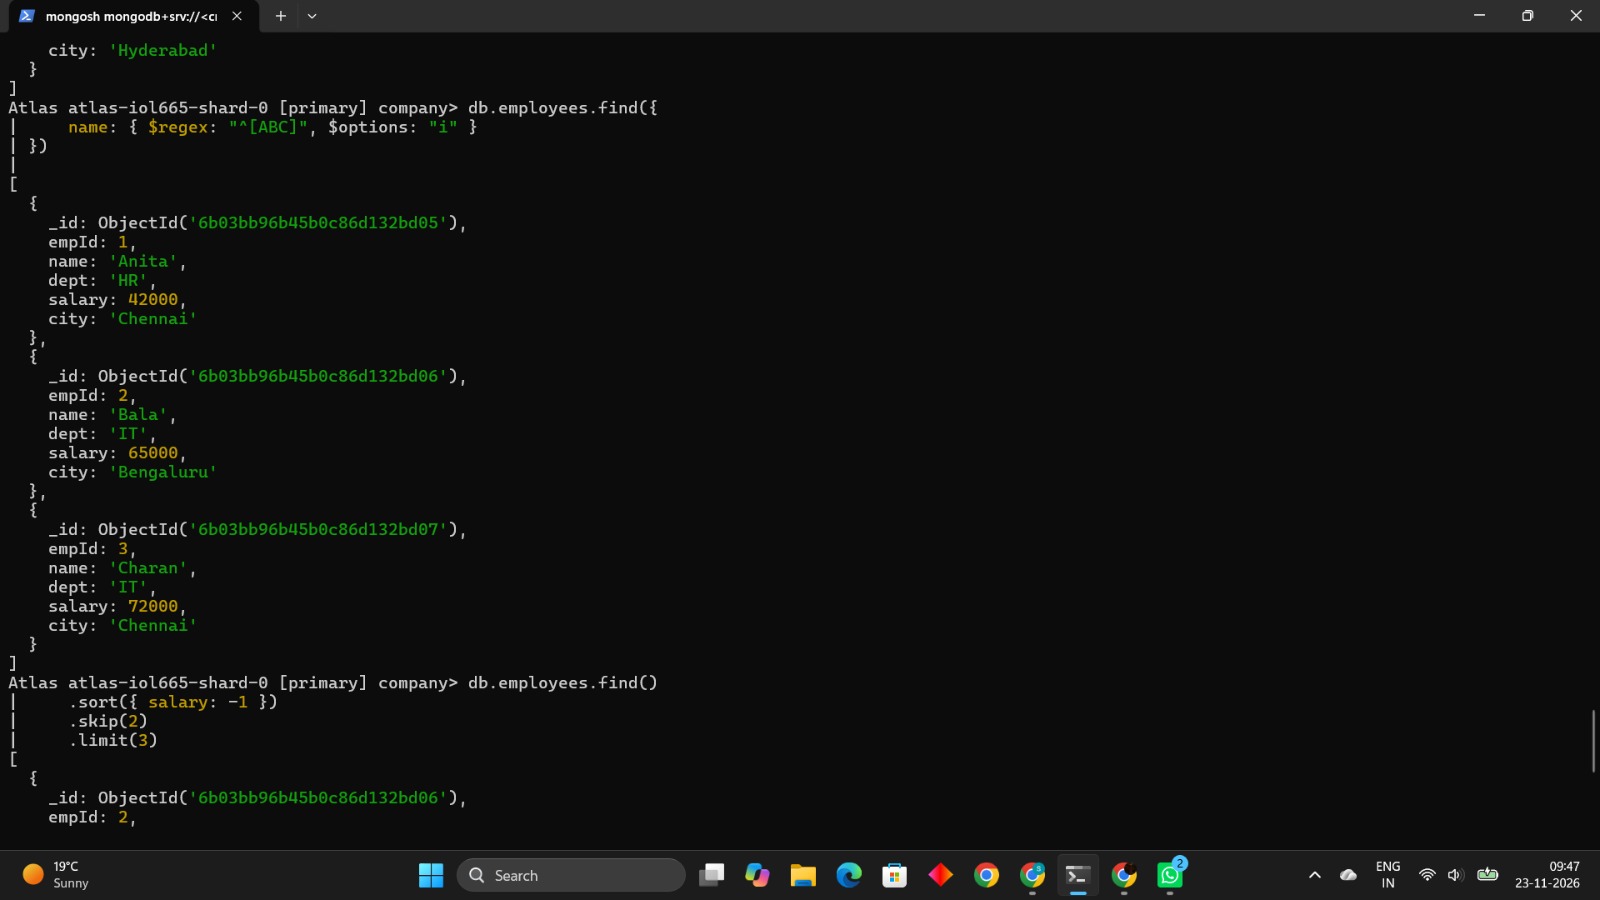 mongosh mongodb+srv://<cr
    city: 'Hyderabad'
  }
]
Atlas atlas-iol665-shard-0 [primary] company> db.employees.find({
|     name: { $regex: "^[ABC]", $options: "i" }
| })
|
[
  {
    _id: ObjectId('6b03bb96b45b0c86d132bd05'),
    empId: 1,
    name: 'Anita',
    dept: 'HR',
    salary: 42000,
    city: 'Chennai'
  },
  {
    _id: ObjectId('6b03bb96b45b0c86d132bd06'),
    empId: 2,
    name: 'Bala',
    dept: 'IT',
    salary: 65000,
    city: 'Bengaluru'
  },
  {
    _id: ObjectId('6b03bb96b45b0c86d132bd07'),
    empId: 3,
    name: 'Charan',
    dept: 'IT',
    salary: 72000,
    city: 'Chennai'
  }
]
Atlas atlas-iol665-shard-0 [primary] company> db.employees.find()
|     .sort({ salary: -1 })
|     .skip(2)
|     .limit(3)
[
  {
    _id: ObjectId('6b03bb96b45b0c86d132bd06'),
    empId: 2,
19°C
Sunny
Search
2
ENG
IN
09:47
23-11-2026